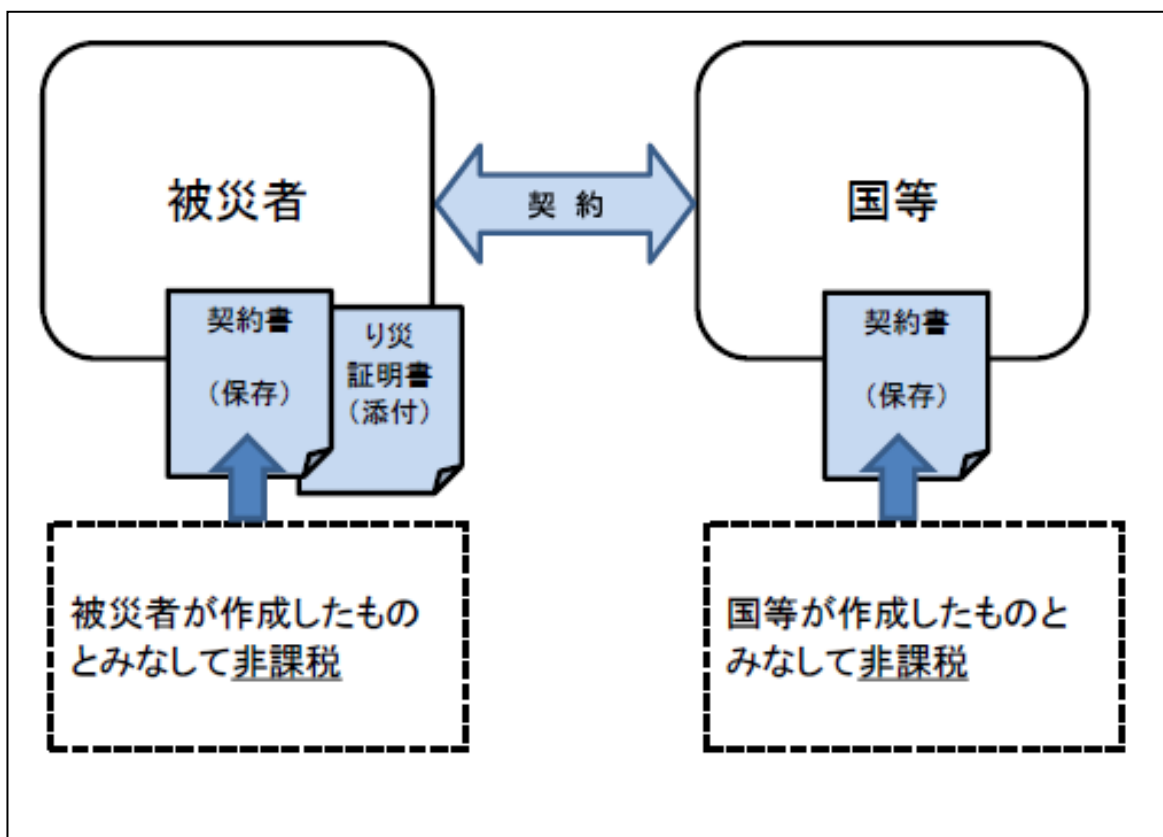 被災者
契 約
国等
契約書
（保存）
り災
証明書
（添付）
契約書
（保存）
被災者が作成したもの
とみなして非課税
国等が作成したものと
みなして非課税